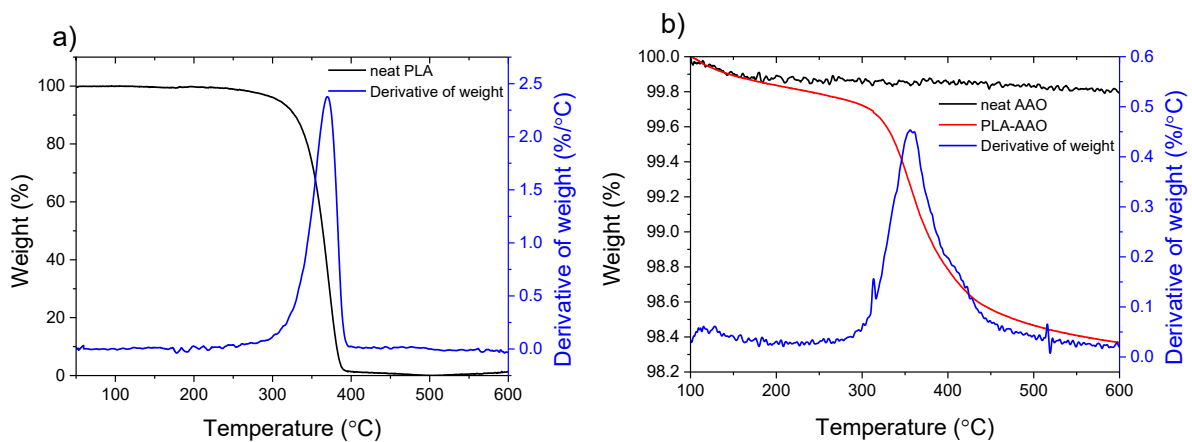 a)
neat PLA
Derivative of weight
100
80
60
40
20
0
Weight (%)
2.5
2.0
1.5
1.0
0.5
0.0
Derivative of weight (%/°C)
100 200 300 400 500 600
Temperature (°C)
b)
neat AAO
PLA-AAO
Derivative of weight
100.0
99.8
99.6
99.4
99.2
99.0
98.8
98.6
98.4
98.2
Weight (%)
0.6
0.5
0.4
0.3
0.2
0.1
0.0
Derivative of weight (%/°C)
100 200 300 400 500 600
Temperature (°C)